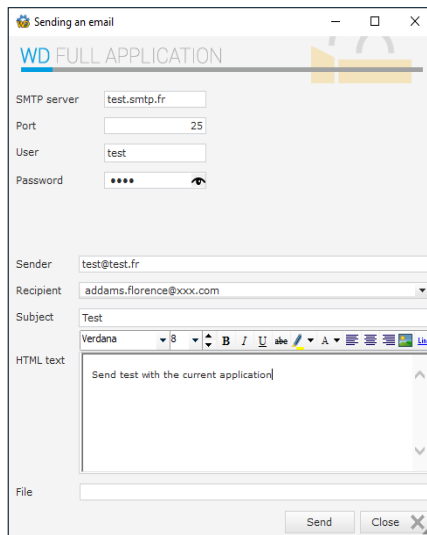 Sending an email
WD FULL APPLICATION
SMTP server test.smtp.fr
Port 25
User test
Password ••••
Sender test@test.fr
Recipient addams.florence@xxx.com
Subject Test
Verdana 8 B I U abc A Lin
HTML text
Send test with the current application
File
Send Close